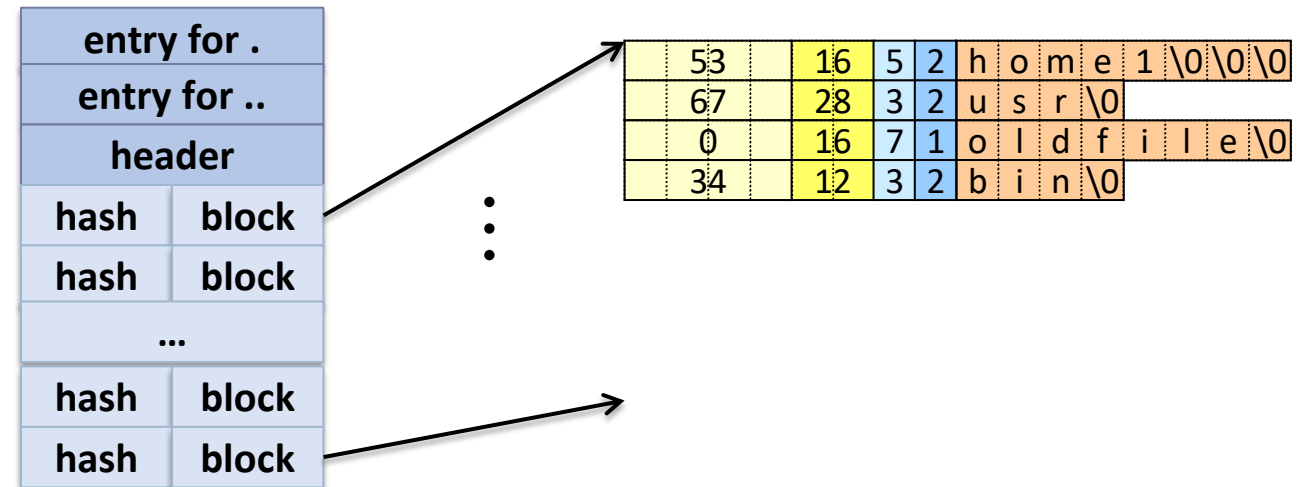 entry for .
entry for ..
header
hash block
hash block
...
hash block
hash block
53 16 5 2 h o m e 1 \0 \0 \0
67 28 3 2 u s r \0
0 16 7 1 o l d f i l e \0
34 12 3 2 b i n \0